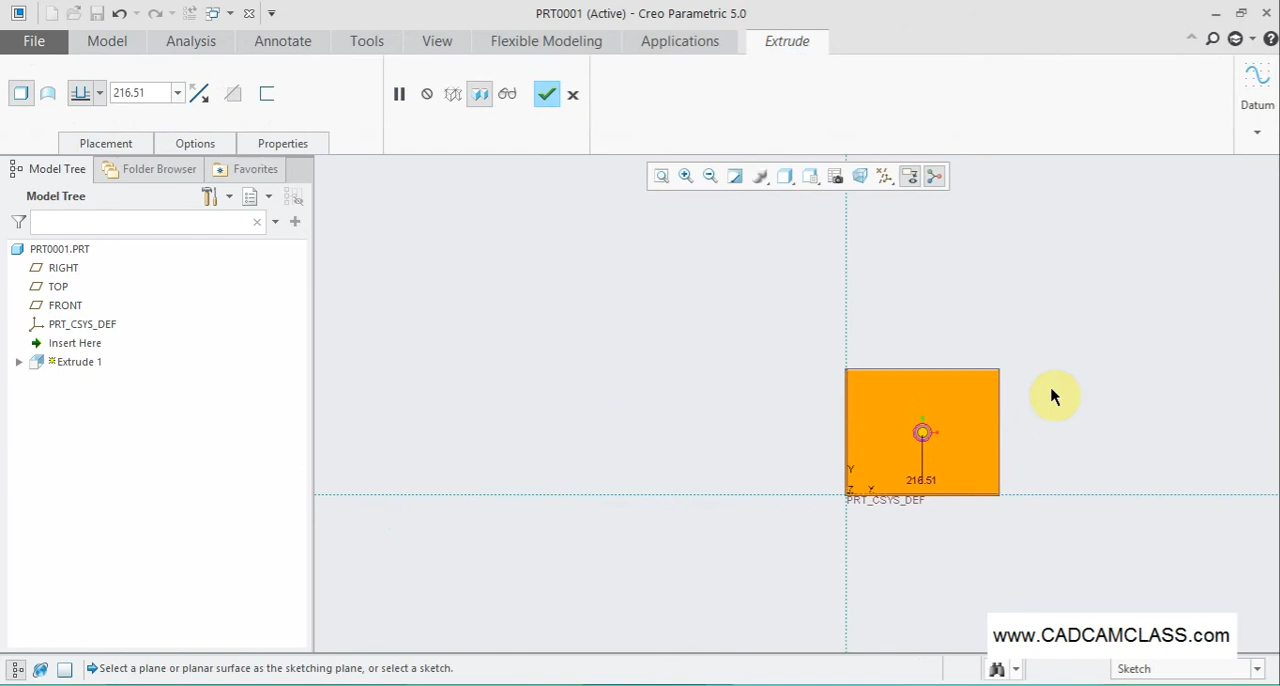 PRT0001 (Active) - Creo Parametric 5.0
File Model Analysis Annotate Tools View Flexible Modeling Applications Extrude
216.51
Datum
Placement Options Properties
Model Tree Folder Browser Favorites
Model Tree
PRT0001.PRT
RIGHT
TOP
FRONT
PRT_CSYS_DEF
Insert Here
Extrude 1
Y
216.51
Z X
PRT_CSYS_DEF
www.CADCAMCLASS.com
Select a plane or planar surface as the sketching plane, or select a sketch.
Sketch